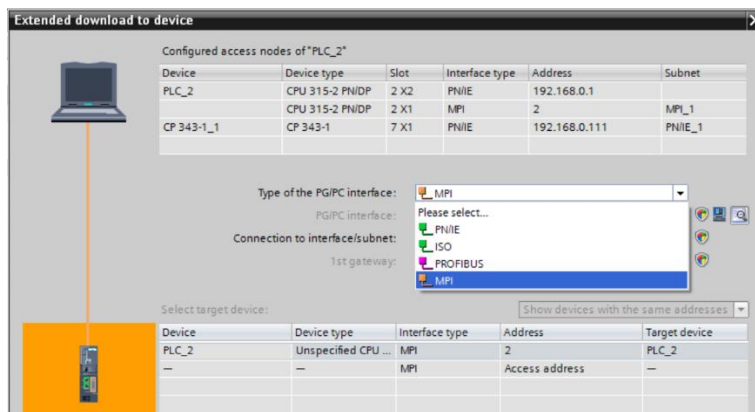 Extended download to device
Configured access nodes of "PLC_2"
Device Device type Slot Interface type Address Subnet
PLC_2 CPU 315-2 PN/DP 2 X2 PN/IE 192.168.0.1
CPU 315-2 PN/DP 2 X1 MPI 2 MPI_1
CP 343-1_1 CP 343-1 7 X1 PN/IE 192.168.0.111 PN/IE_1
Type of the PG/PC interface: MPI
PG/PC interface: Please select...
PN/IE
Connection to interface/subnet: ISO
1st gateway: PROFIBUS
MPI
Select target device: Show devices with the same addresses
Device Device type Interface type Address Target device
PLC_2 Unspecified CPU ... MPI 2 PLC_2
— — MPI Access address —